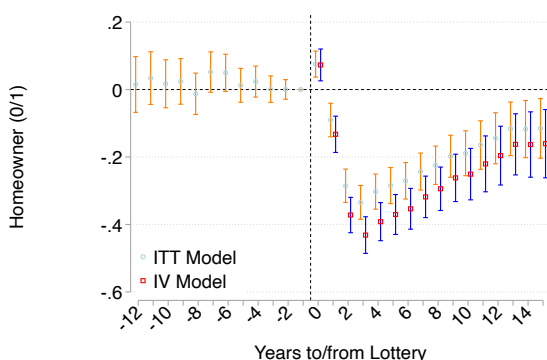 .2
0
-.2
-.4
-.6
Homeowner (0/1)
ITT Model
IV Model
-12 -10 -8 -6 -4 -2 0 2 4 6 8 10 12 14
Years to/from Lottery